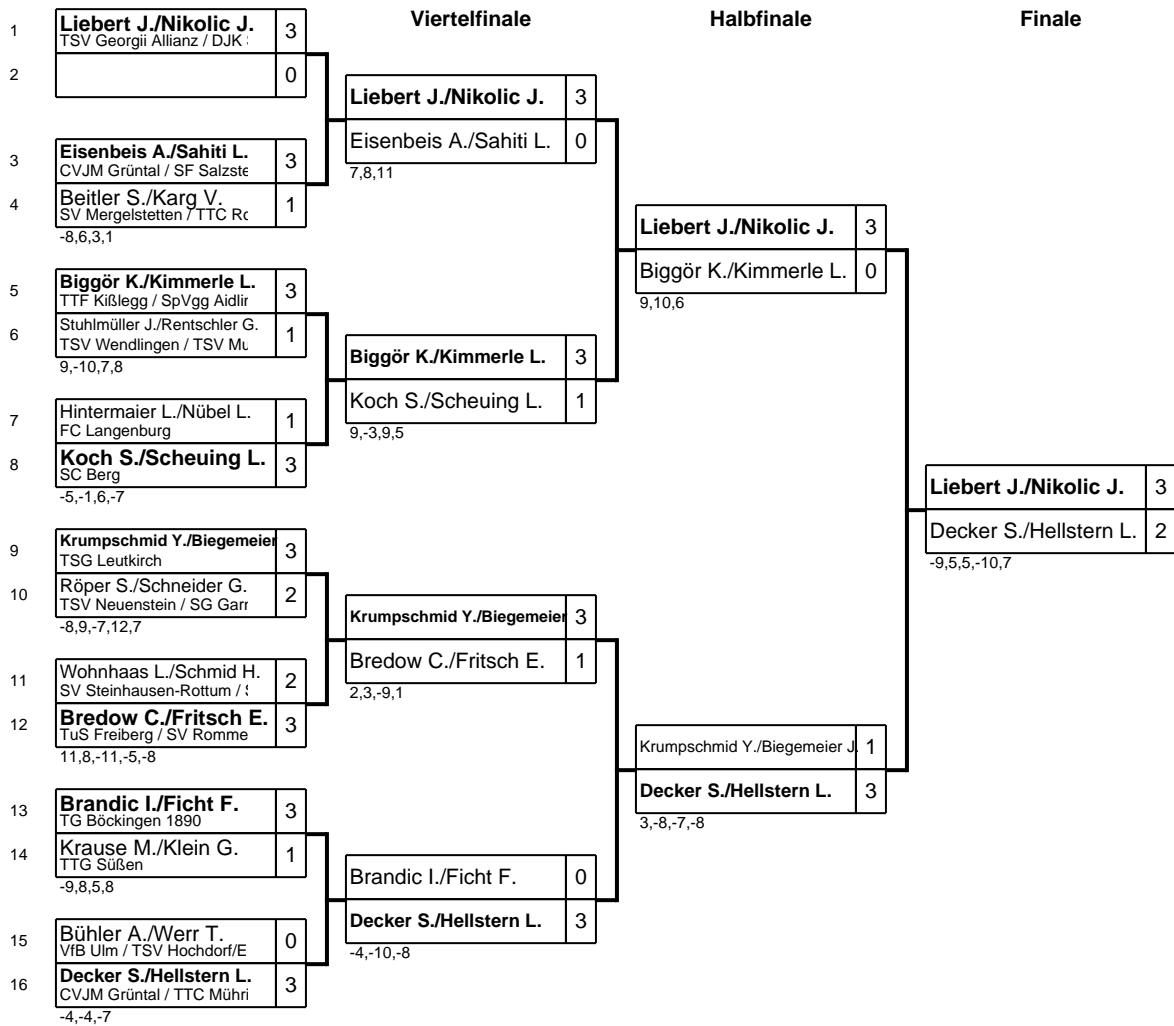 Viertelfinale Halbfinale Finale
1 Liebert J./Nikolic J. 3
TSV Georgii Allianz / DJK
2 0
3 Eisenbeis A./Sahiti L. 3
CVJM Grüntal / SF Salzste
4 Beitler S./Karg V. 1
SV Mergelstetten / TTC Ro
-8,6,3,1
5 Biggör K./Kimmerle L. 3
TTF Kißlegg / SpVgg Aidlin
6 Stuhlmüller J./Rentschler G. 1
TSV Wendlingen / TSV Mu
9,-10,7,8
7 Hintermaier L./Nübel L. 1
FC Langenburg
8 Koch S./Scheuing L. 3
SC Berg
-5,-1,6,-7
9 Krumpschmid Y./Biegemeier 3
TSG Leutkirch
10 Röper S./Schneider G. 2
TSV Neuenstein / SG Garr
-8,9,-7,12,7
11 Wohnhaas L./Schmid H. 2
SV Steinhausen-Rottum /
12 Bredow C./Fritsch E. 3
TuS Freiberg / SV Romme
11,8,-11,-5,-8
13 Brandic I./Ficht F. 3
TG Böckingen 1890
14 Krause M./Klein G. 1
TTG Süßen
-9,8,5,8
15 Bühler A./Werr T. 0
VfB Ulm / TSV Hochdorf/E
16 Decker S./Hellstern L. 3
CVJM Grüntal / TTC Mühri
-4,-4,-7
Liebert J./Nikolic J. 3
Eisenbeis A./Sahiti L. 0
7,8,11
Biggör K./Kimmerle L. 3
Koch S./Scheuing L. 1
9,-3,9,5
Krumpschmid Y./Biegemeier 3
Bredow C./Fritsch E. 1
2,3,-9,1
Brandic I./Ficht F. 0
Decker S./Hellstern L. 3
-4,-10,-8
Liebert J./Nikolic J. 3
Biggör K./Kimmerle L. 0
9,10,6
Krumpschmid Y./Biegemeier J. 1
Decker S./Hellstern L. 3
3,-8,-7,-8
Liebert J./Nikolic J. 3
Decker S./Hellstern L. 2
-9,5,5,-10,7